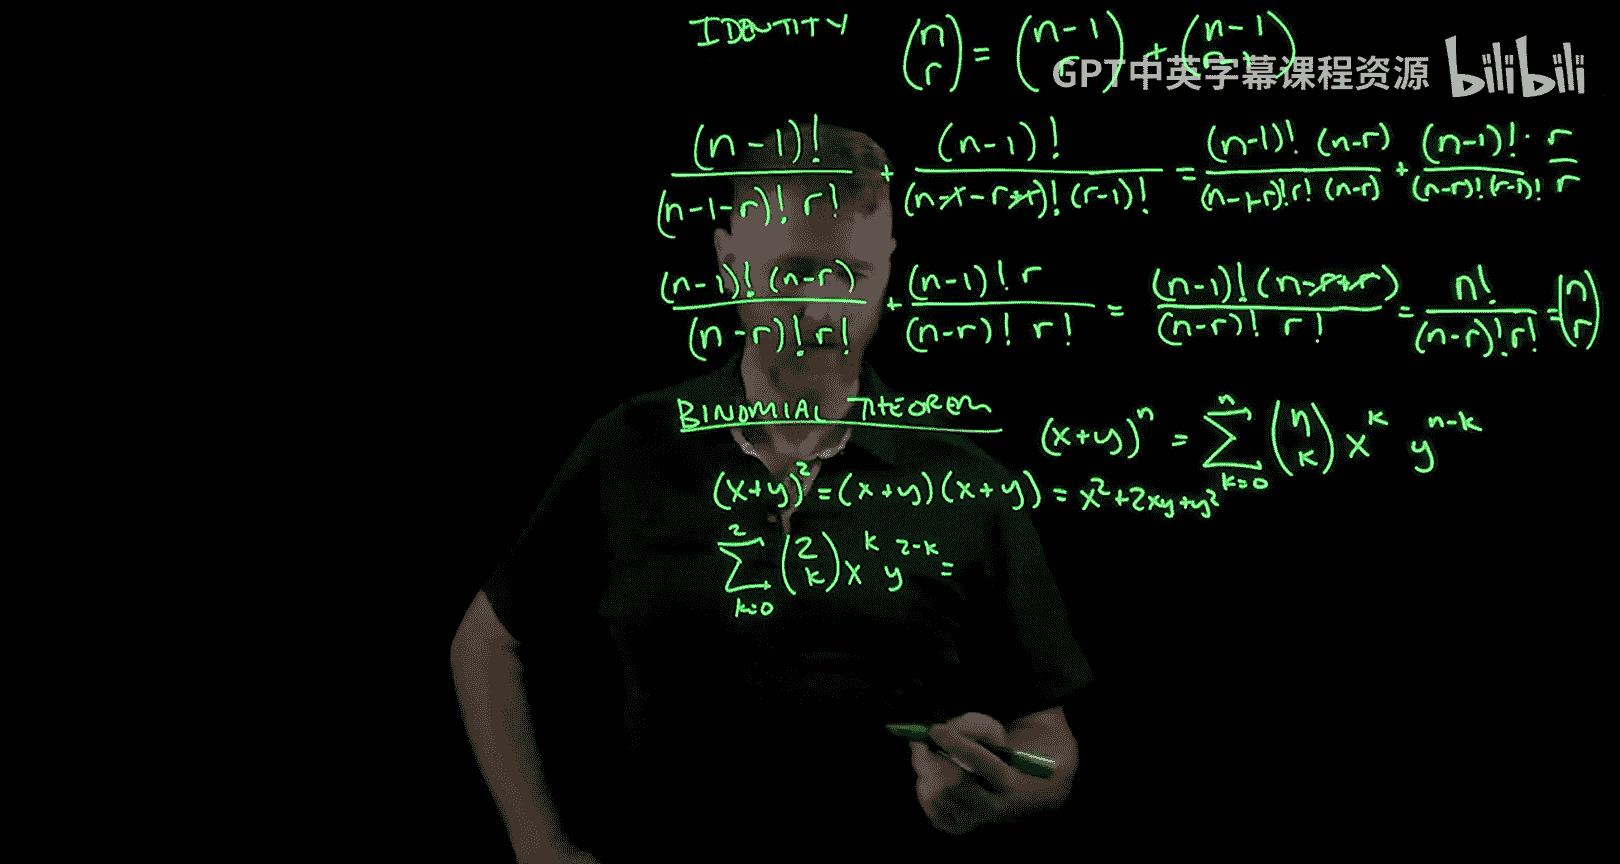 IDENTITY (n r) = (n-1 r) + (n-1 r-1)
GPT中英字幕课程资源 bilibili
(n-1)! / (n-1-r)! r! + (n-1)! / (n-1-r+1)! (r-1)! = (n-1)! (n-r) / (n-1-r)! r! (n-r) + (n-1)! · r / (n-r)! (r-1)! r
(n-1)! (n-r) / (n-r)! r! + (n-1)! r / (n-r)! r! = (n-1)! (n-r+r) / (n-r)! r! = n! / (n-r)! r! = (n r)
BINOMIAL THEOREM (x+y)^n = ∑_{k=0}^{n} (n k) x^k y^{n-k}
(x+y)^2 = (x+y)(x+y) = x^2+2xy+y^2
∑_{k=0}^{2} (2 k) x^k y^{2-k} =